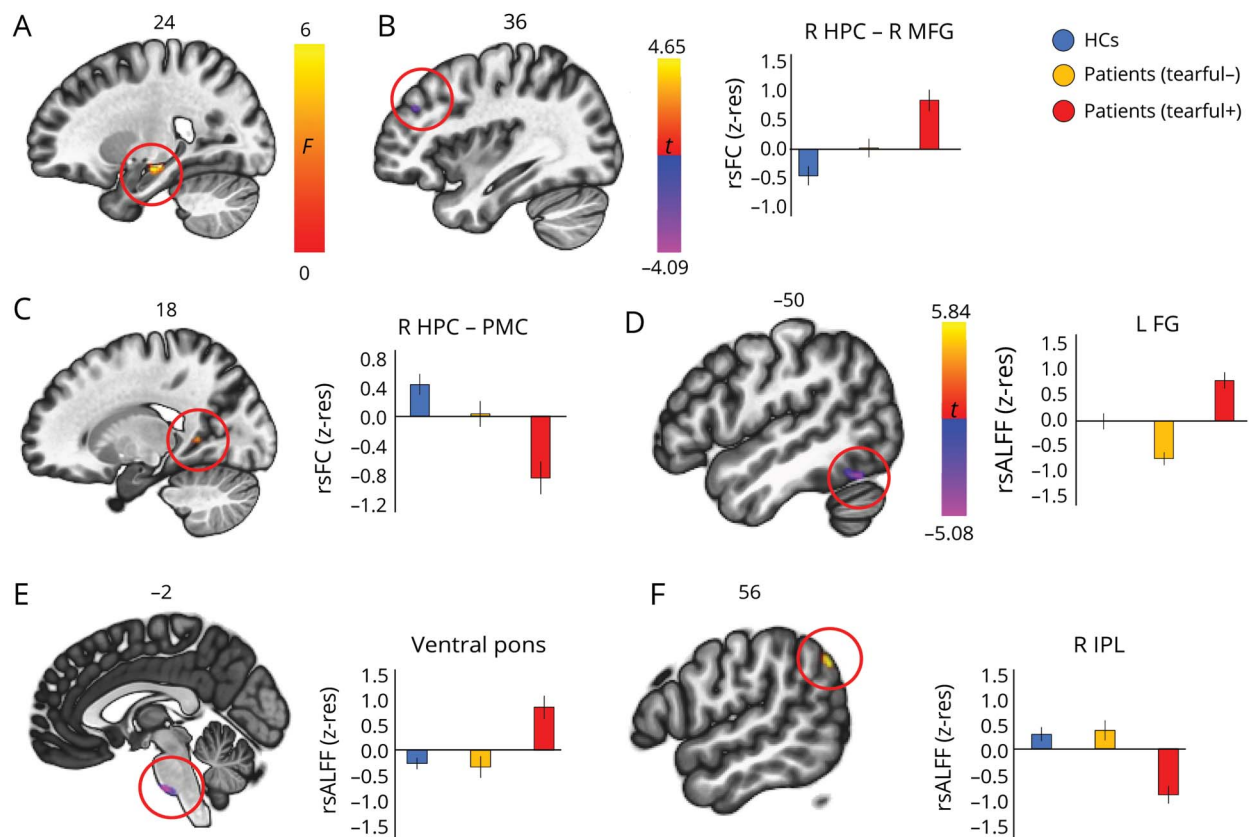 A
24
6
F
0
B
36
4.65
t
–4.09
R HPC – R MFG
rsFC (z-res)
1.5
1.0
0.5
0.0
–0.5
–1.0
HCs
Patients (tearful–)
Patients (tearful+)
C
18
R HPC – PMC
rsFC (z-res)
0.8
0.4
0.0
–0.4
–0.8
–1.2
D
–50
5.84
t
–5.08
L FG
rsALFF (z-res)
1.5
1.0
0.5
0.0
–0.5
–1.0
–1.5
E
–2
Ventral pons
rsALFF (z-res)
1.5
1.0
0.5
0.0
–0.5
–1.0
–1.5
F
56
R IPL
rsALFF (z-res)
1.5
1.0
0.5
0.0
–0.5
–1.0
–1.5